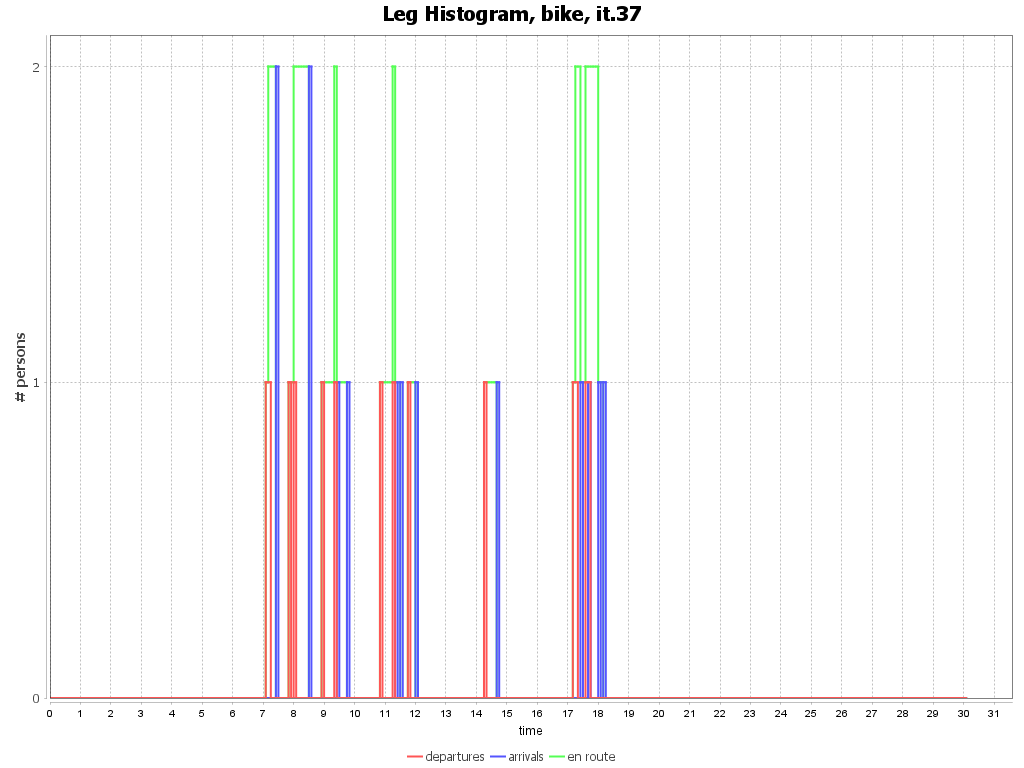 Leg Histogram, bike, it.37
# persons
2
1
0
0 1 2 3 4 5 6 7 8 9 10 11 12 13 14 15 16 17 18 19 20 21 22 23 24 25 26 27 28 29 30 31
time
departures arrivals en route